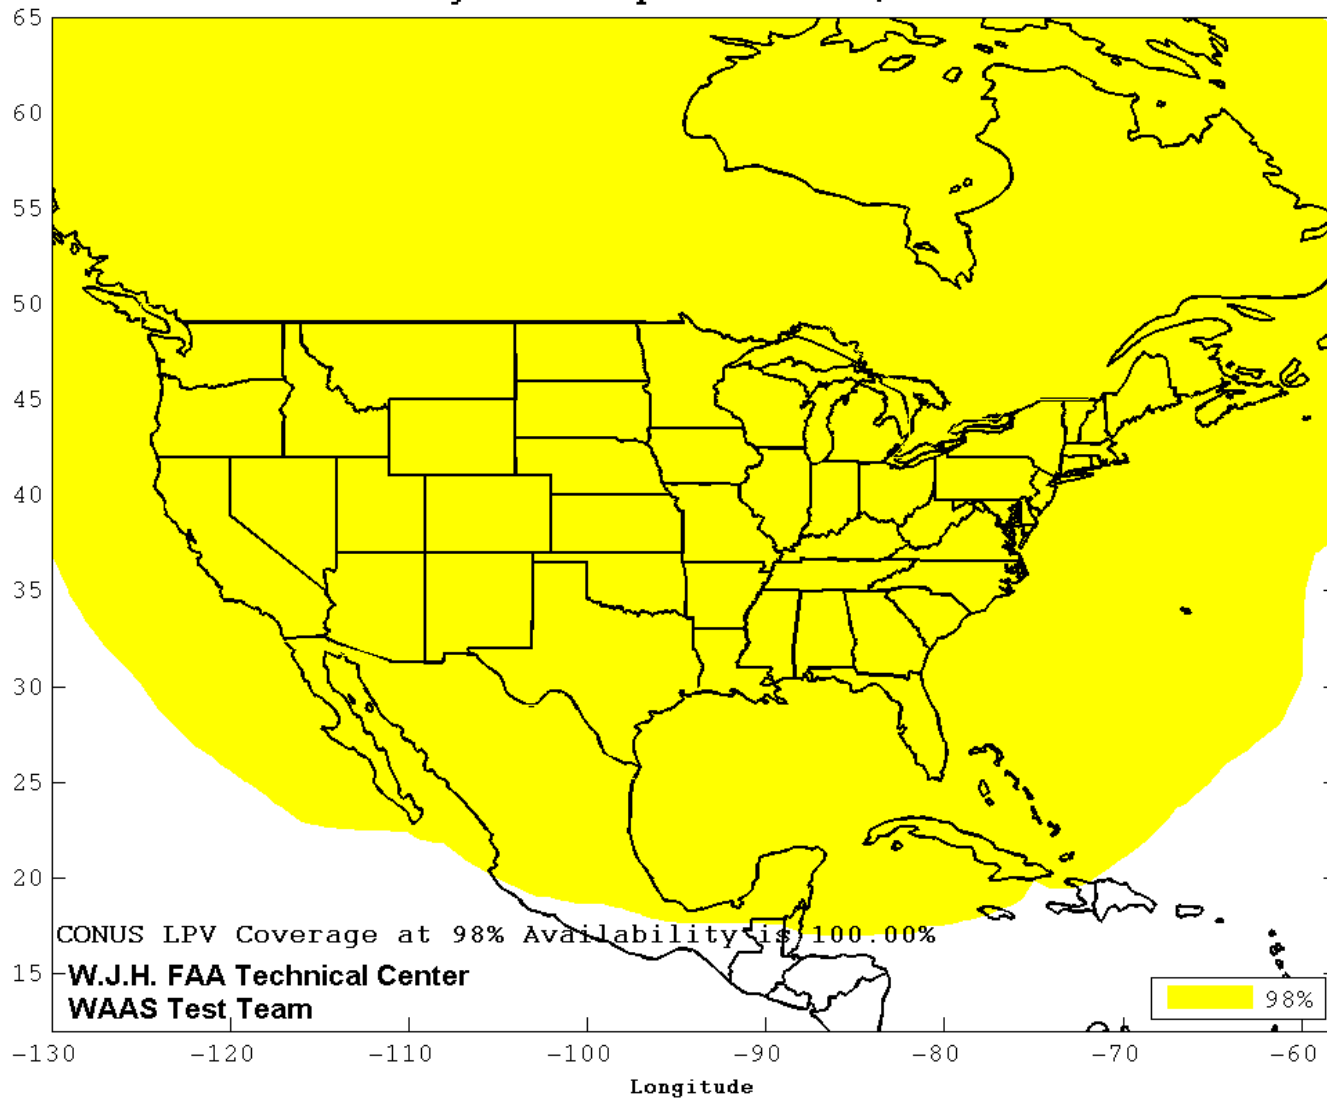 65
60
55
50
45
40
35
30
25
20
15
CONUS LPV Coverage at 98% Availability is 100.00%
W.J.H. FAA Technical Center
WAAS Test Team
98%
-130 -120 -110 -100 -90 -80 -70 -60
Longitude